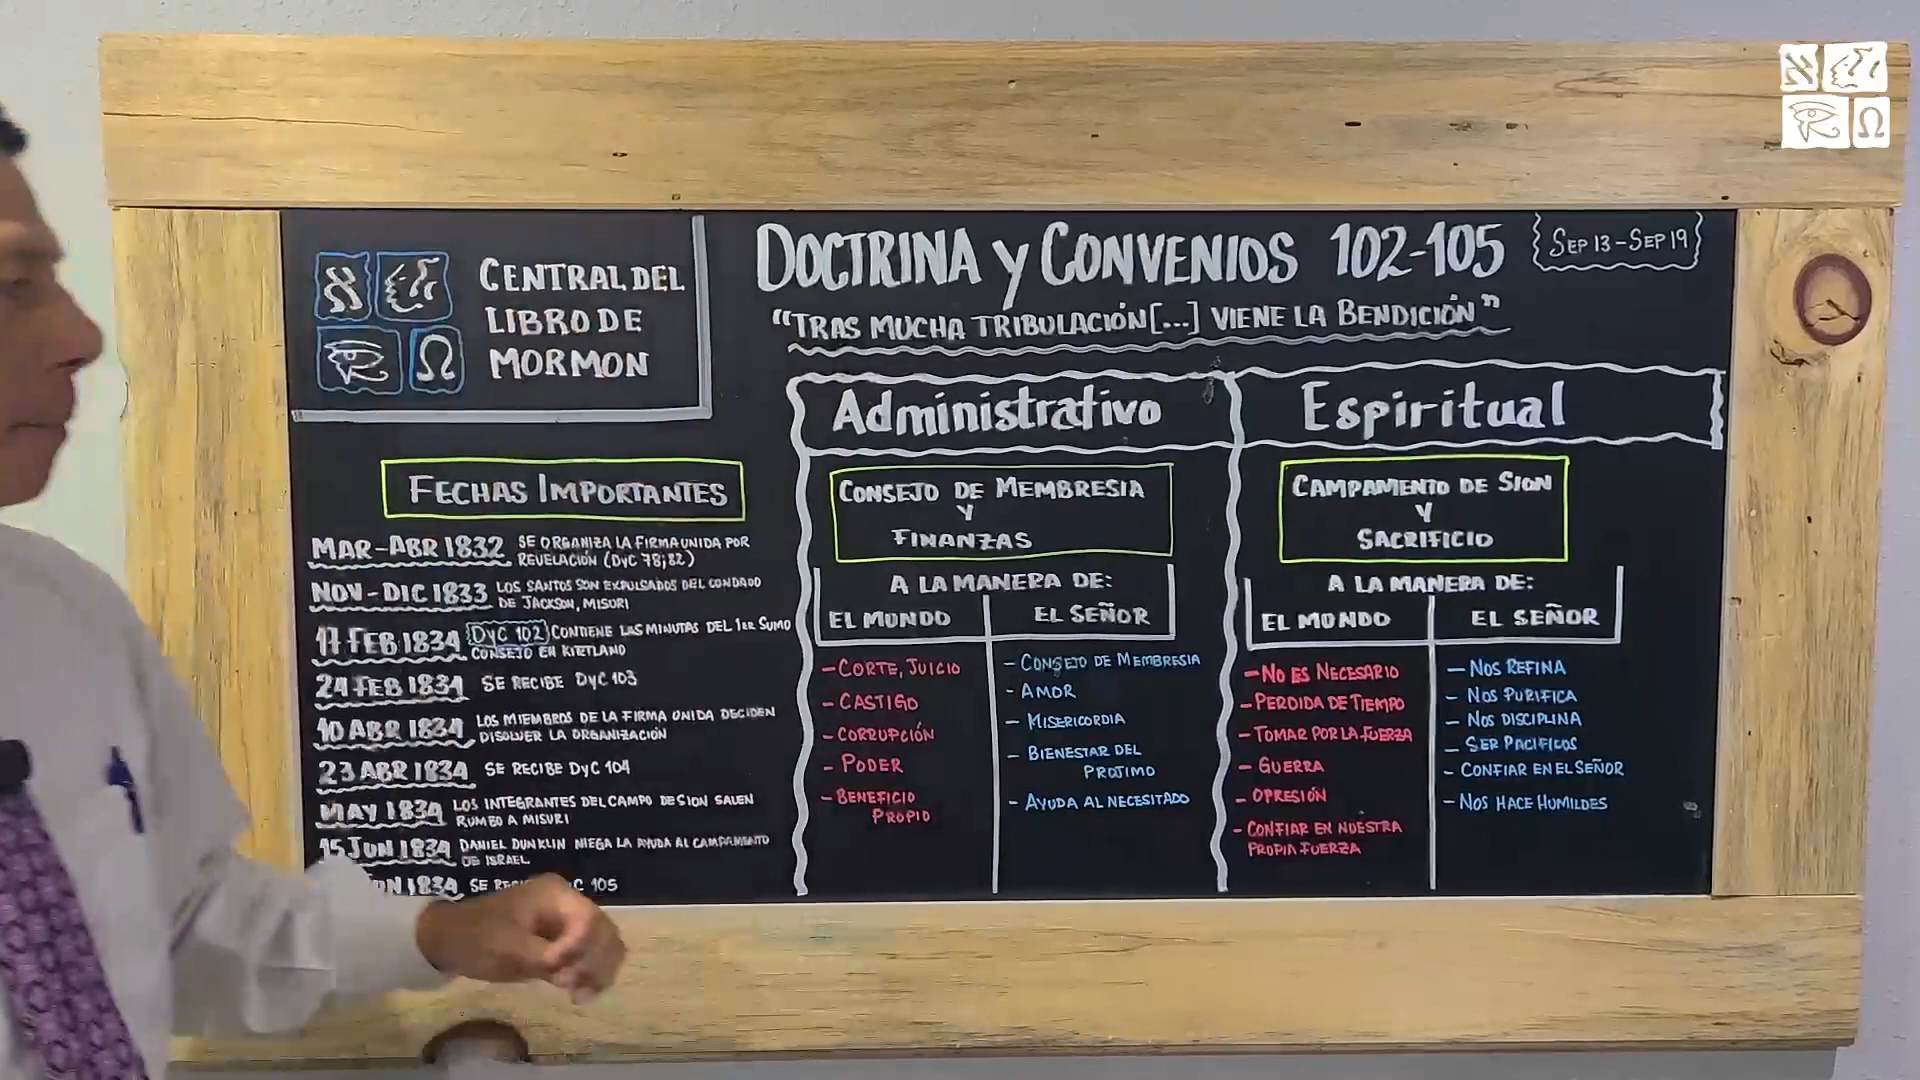 CENTRAL DEL
LIBRO DE
MORMON
DOCTRINA Y CONVENIOS 102-105
SEP 13-SEP 19
"TRAS MUCHA TRIBULACIÓN[...] VIENE LA BENDICIÓN"
FECHAS IMPORTANTES
MAR-ABR 1832 SE ORGANIZA LA FIRMA UNIDA POR
REVELACIÓN (DyC 78;82)
NOV-DIC 1833 LOS SANTOS SON EXPULSADOS DEL CONDADO
DE JACKSON, MISURI
17 FEB 1834 DyC 102 CONTIENE LAS MINUTAS DEL 1ER SUMO
CONSEJO EN KIRTLAND
24 FEB 1834 SE RECIBE DyC 103
10 ABR 1834 LOS MIEMBROS DE LA FIRMA UNIDA DECIDEN
DISOLVER LA ORGANIZACIÓN
23 ABR 1834 SE RECIBE DyC 104
MAY 1834 LOS INTEGRANTES DEL CAMPO DE SION SALEN
RUMBO A MISURI
15 JUN 1834 DANIEL DUNKLIN NIEGA LA AYUDA AL CAMPAMENTO
DE ISRAEL
1834 SE C 105
Administrativo
CONSEJO DE MEMBRESIA
Y
FINANZAS
A LA MANERA DE:
EL MUNDO
EL SEÑOR
-CORTE, JUICIO
-CASTIGO
-CORRUPCIÓN
-PODER
-BENEFICIO
PROPIO
-CONSEJO DE MEMBRESIA
-AMOR
-MISERICORDIA
-BIENESTAR DEL
PROJIMO
-AYUDA AL NECESITADO
Espiritual
CAMPAMENTO DE SION
Y
SACRIFICIO
A LA MANERA DE:
EL MUNDO
EL SEÑOR
-NO ES NECESARIO
-PERDIDA DE TIEMPO
-TOMAR POR LA FUERZA
-GUERRA
-OPRESIÓN
-CONFIAR EN NUESTRA
PROPIA FUERZA
-NOS REFINA
-NOS PURIFICA
-NOS DISCIPLINA
-SER PACIFICOS
-CONFIAR EN EL SEÑOR
-NOS HACE HUMILDES